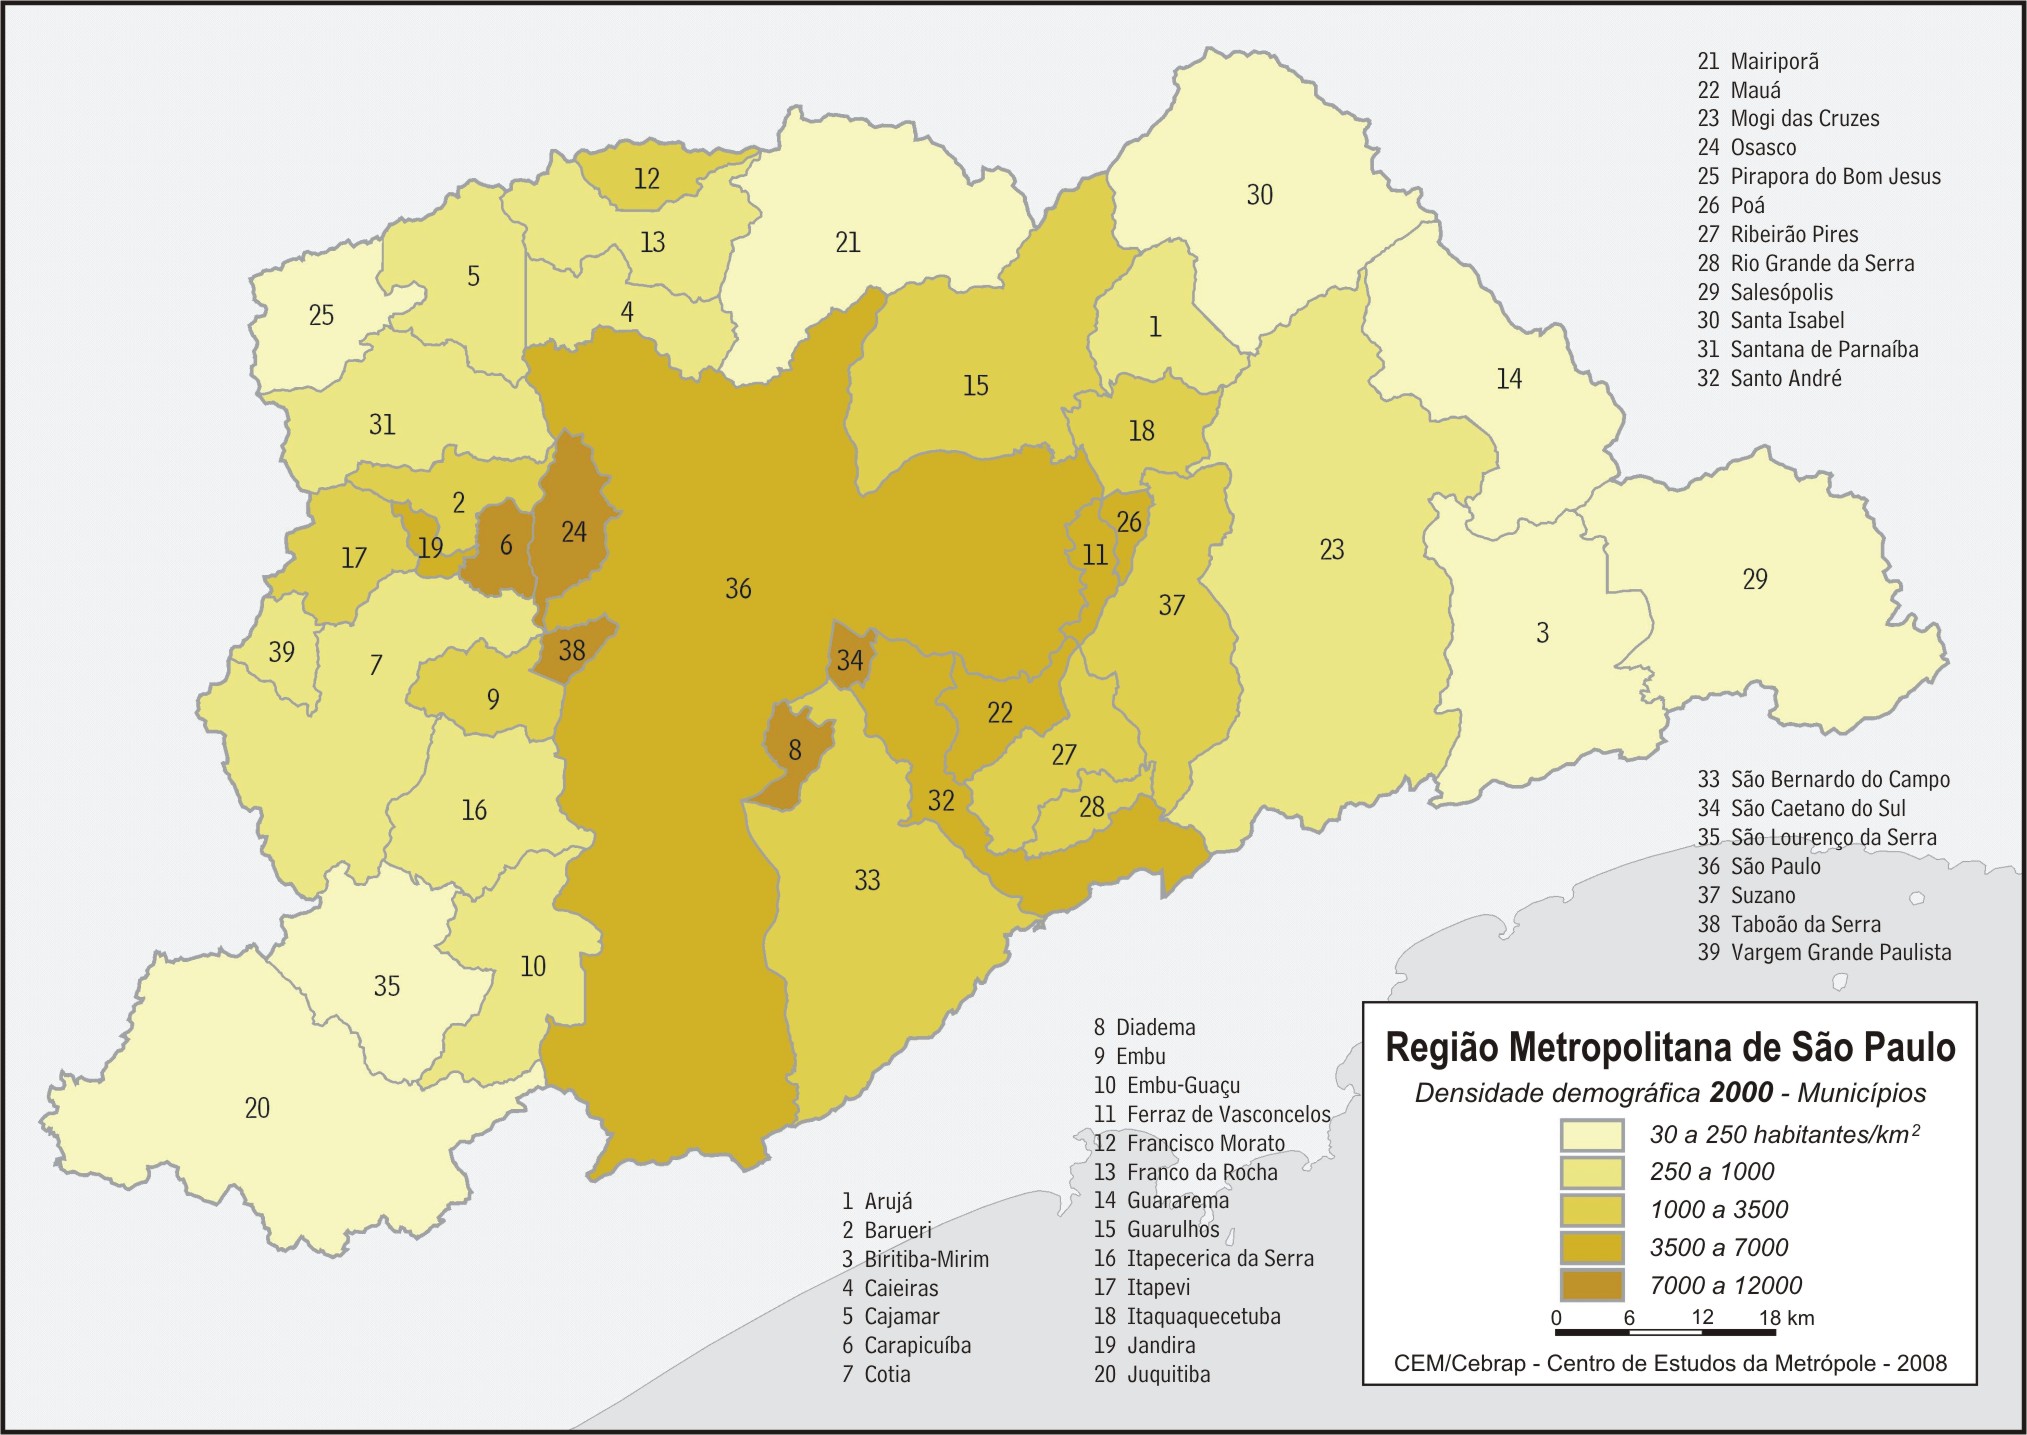 12
30
13
21
5
25
4
1
15
14
31
18
2
26
24
19
6
11
17
23
29
36
37
3
39
38
34
7
9
22
8
27
32
28
16
33
10
35
20
21 Mairiporã
22 Mauá
23 Mogi das Cruzes
24 Osasco
25 Pirapora do Bom Jesus
26 Poá
27 Ribeirão Pires
28 Rio Grande da Serra
29 Salesópolis
30 Santa Isabel
31 Santana de Parnaíba
32 Santo André
33 São Bernardo do Campo
34 São Caetano do Sul
35 São Lourenço da Serra
36 São Paulo
37 Suzano
38 Taboão da Serra
39 Vargem Grande Paulista
1 Arujá
2 Barueri
3 Biritiba-Mirim
4 Caieiras
5 Cajamar
6 Carapicuíba
7 Cotia
8 Diadema
9 Embu
10 Embu-Guaçu
11 Ferraz de Vasconcelos
12 Francisco Morato
13 Franco da Rocha
14 Guararema
15 Guarulhos
16 Itapecerica da Serra
17 Itapevi
18 Itaquaquecetuba
19 Jandira
20 Juquitiba
Região Metropolitana de São Paulo
Densidade demográfica 2000 - Municípios
30 a 250 habitantes/km²
250 a 1000
1000 a 3500
3500 a 7000
7000 a 12000
0 6 12 18 km
CEM/Cebrap - Centro de Estudos da Metrópole - 2008